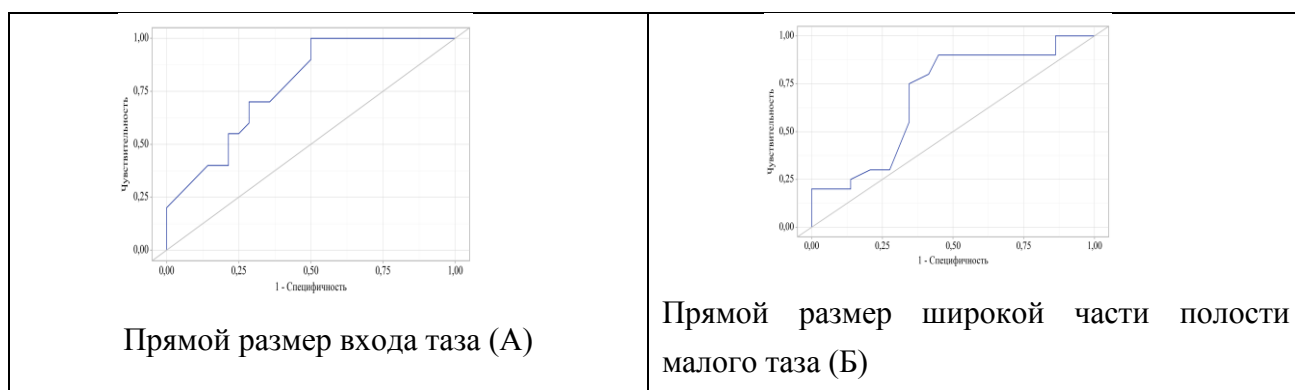 1,00
0,75
0,50
0,25
0,00
Чувствительность
0,00 0,25 0,50 0,75 1,00
1 - Специфичность
Прямой размер входа таза (А)
1,00
0,75
0,50
0,25
0,00
Чувствительность
0,00 0,25 0,50 0,75 1,00
1 - Специфичность
Прямой размер широкой части полости
малого таза (Б)